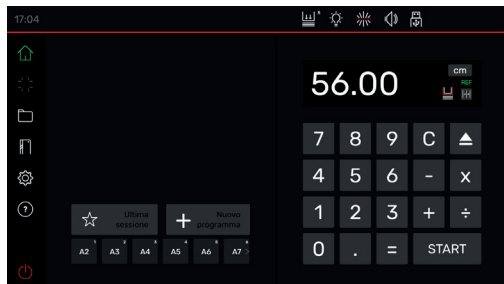 17:04
56.00
cm
REF
7 8 9 C
4 5 6 - x
1 2 3 + ÷
0 . = START
Ultima
sessione
Nuovo
programma
A2 A3 A4 A5 A6 A7